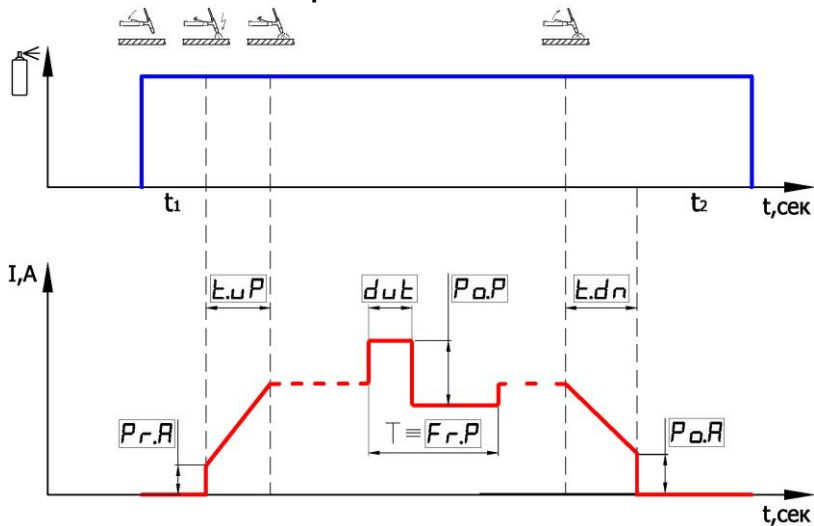 t1
t2
t,сек
I,A
t.uP
dut
Po.P
t.dn
Pr.A
T ≡ Fr.P
Po.A
t,сек